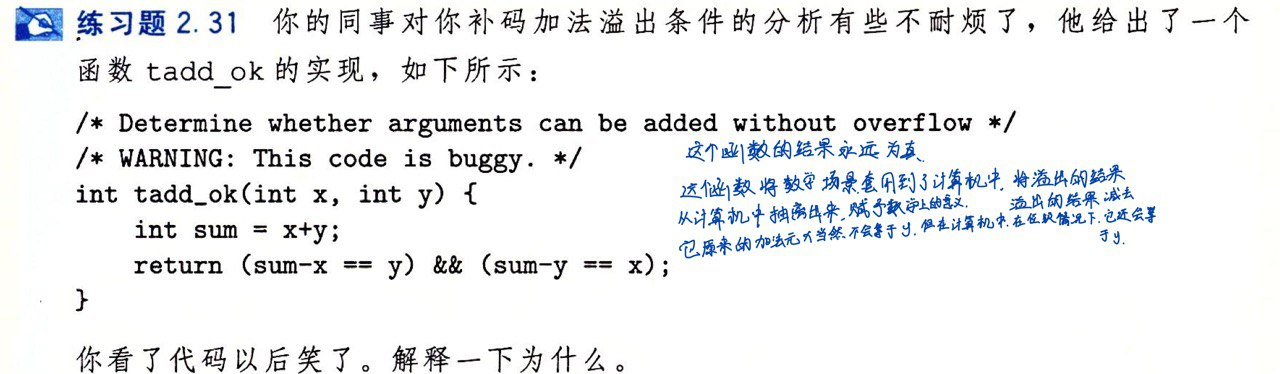 练习题 2.31 你的同事对你补码加法溢出条件的分析有些不耐烦了，他给出了一个
函数 tadd_ok 的实现，如下所示：
/* Determine whether arguments can be added without overflow */
/* WARNING: This code is buggy. */
这个函数的结果永远为真
int tadd_ok(int x, int y) {
这个函数将数学场景套用到了计算机中，将溢出的结果
从计算机中抽离出来，赋予数学上的含义。 溢出的结果减去
int sum = x+y;
它原来的加法元x当然不会等于y，但在计算机中，在任何情况下，它还会等
于y.
return (sum-x == y) && (sum-y == x);
}
你看了代码以后笑了。解释一下为什么。